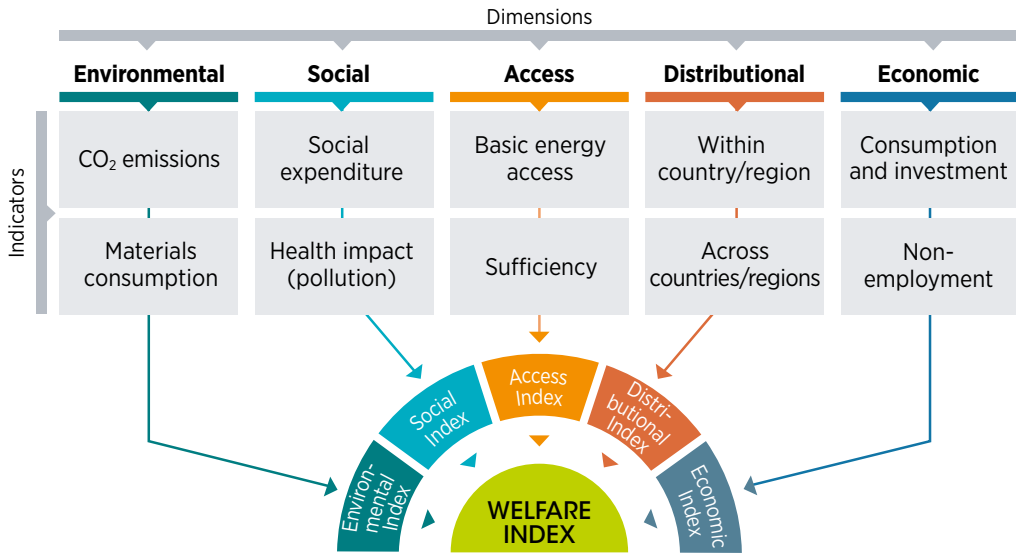 Dimensions
Environmental
Social
Access
Distributional
Economic
Indicators
CO₂ emissions
Social
expenditure
Basic energy
access
Within
country/region
Consumption
and investment
Materials
consumption
Health impact
(pollution)
Sufficiency
Across
countries/regions
Non-
employment
Environ-
mental Index
Social
Index
Access
Index
Distri-
butional Index
Economic
Index
WELFARE
INDEX